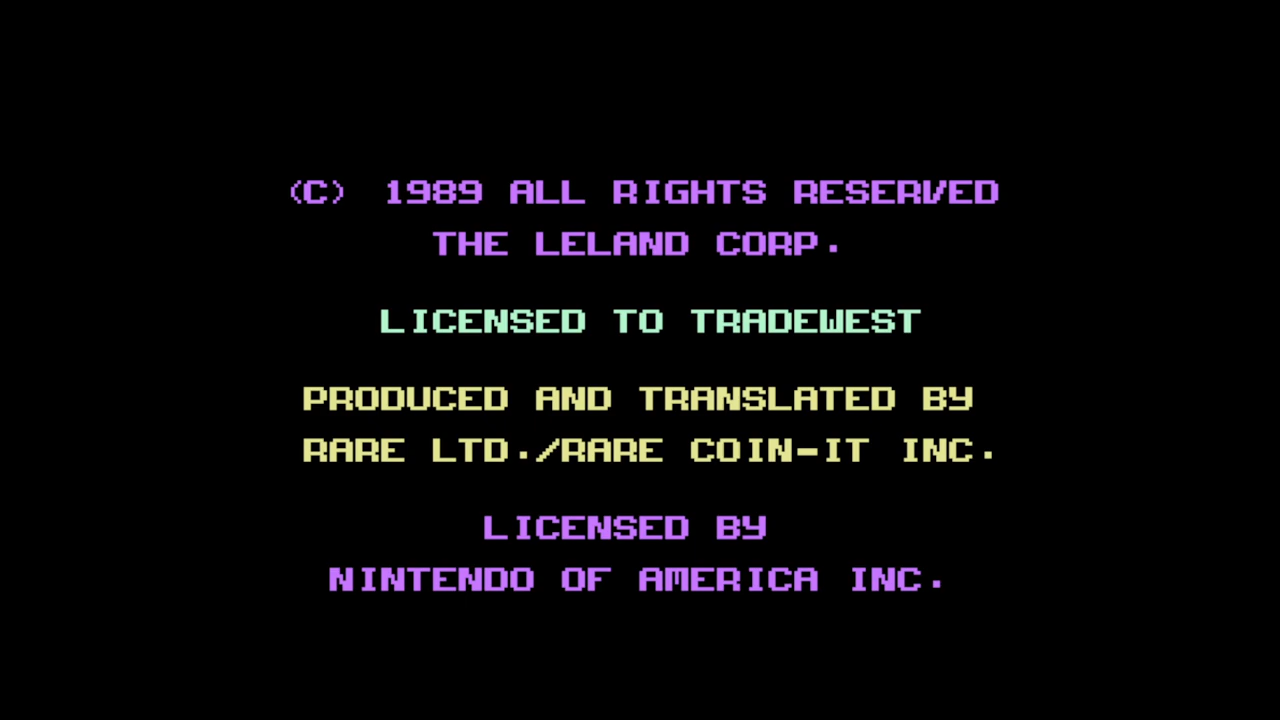 (C) 1989 ALL RIGHTS RESERVED
THE LELAND CORP.
LICENSED TO TRADEWEST
PRODUCED AND TRANSLATED BY
RARE LTD./RARE COIN-IT INC.
LICENSED BY
NINTENDO OF AMERICA INC.